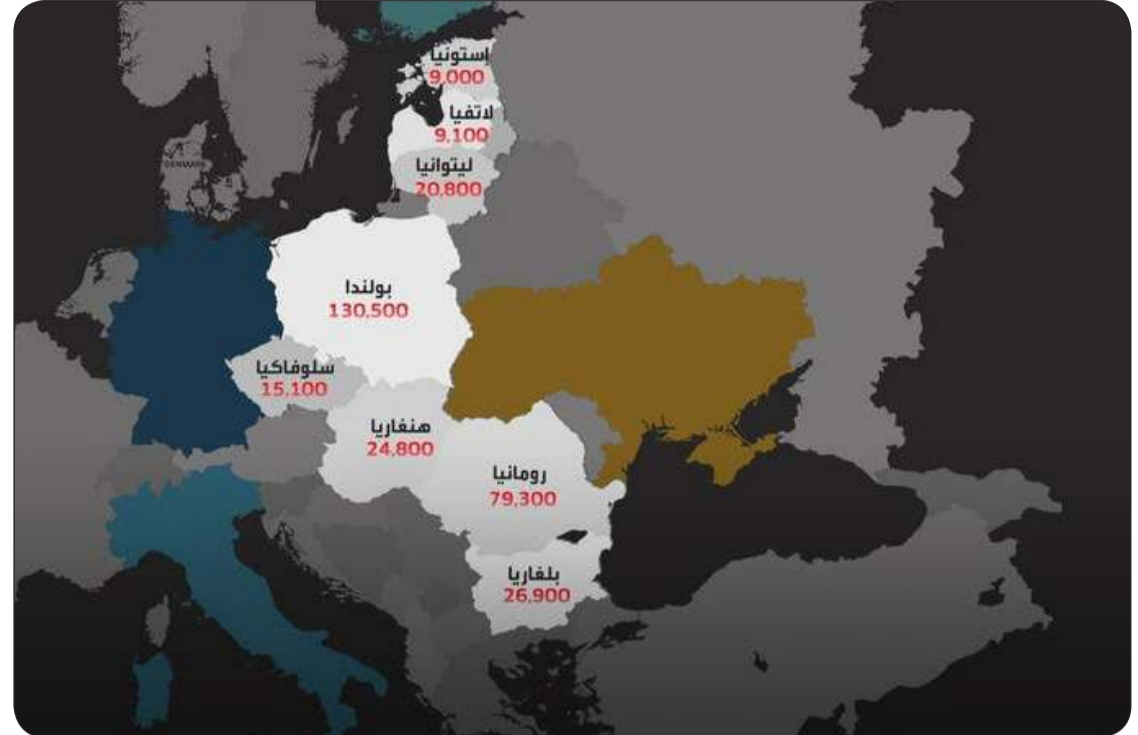 إستونيا
9,000
لاتفيا
9,100
ليتوانيا
20,800
DENMARK
بولندا
130,500
سلوفاكيا
15,100
هنغاريا
24,800
رومانيا
79,300
بلغاريا
26,900